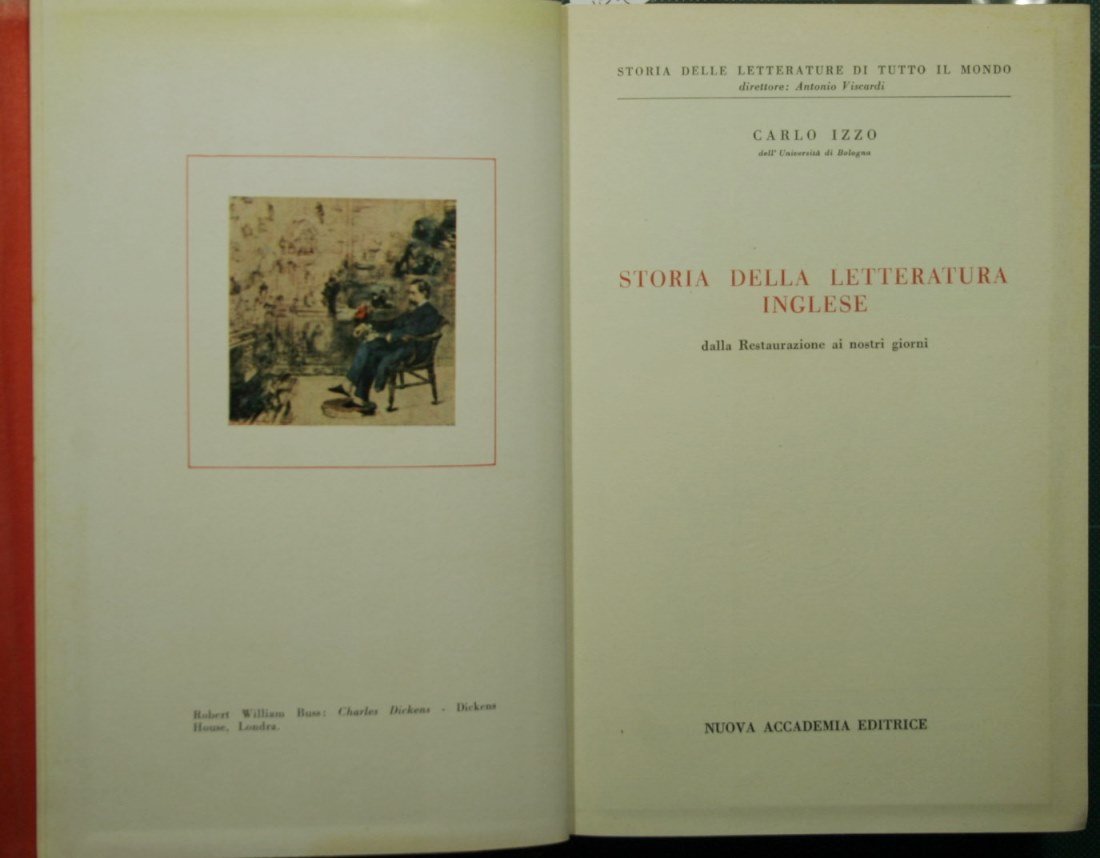 Robert William Buss: Charles Dickens - Dickens
House, Londra.
STORIA DELLE LETTERATURE DI TUTTO IL MONDO
direttore: Antonio Viscardi
CARLO IZZO
dell'Università di Bologna
STORIA DELLA LETTERATURA
INGLESE
dalla Restaurazione ai nostri giorni
NUOVA ACCADEMIA EDITRICE